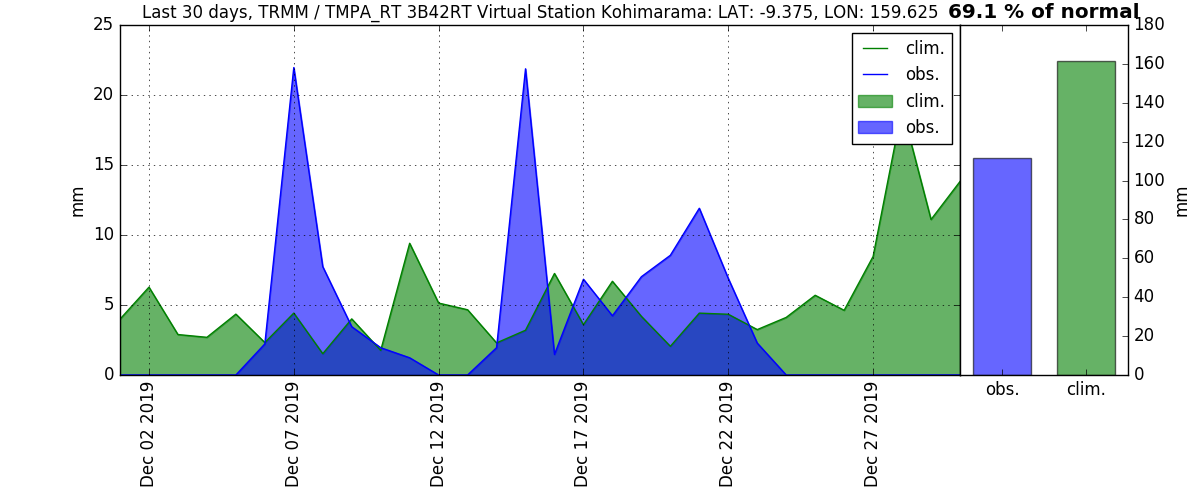 Last 30 days, TRMM / TMPA_RT 3B42RT Virtual Station Kohimarama: LAT: -9.375, LON: 159.625 69.1 % of normal
25
20
15
10
5
0
mm
clim.
obs.
clim.
obs.
Dec 02 2019
Dec 07 2019
Dec 12 2019
Dec 17 2019
Dec 22 2019
Dec 27 2019
180
160
140
120
100
80
60
40
20
0
mm
obs. clim.